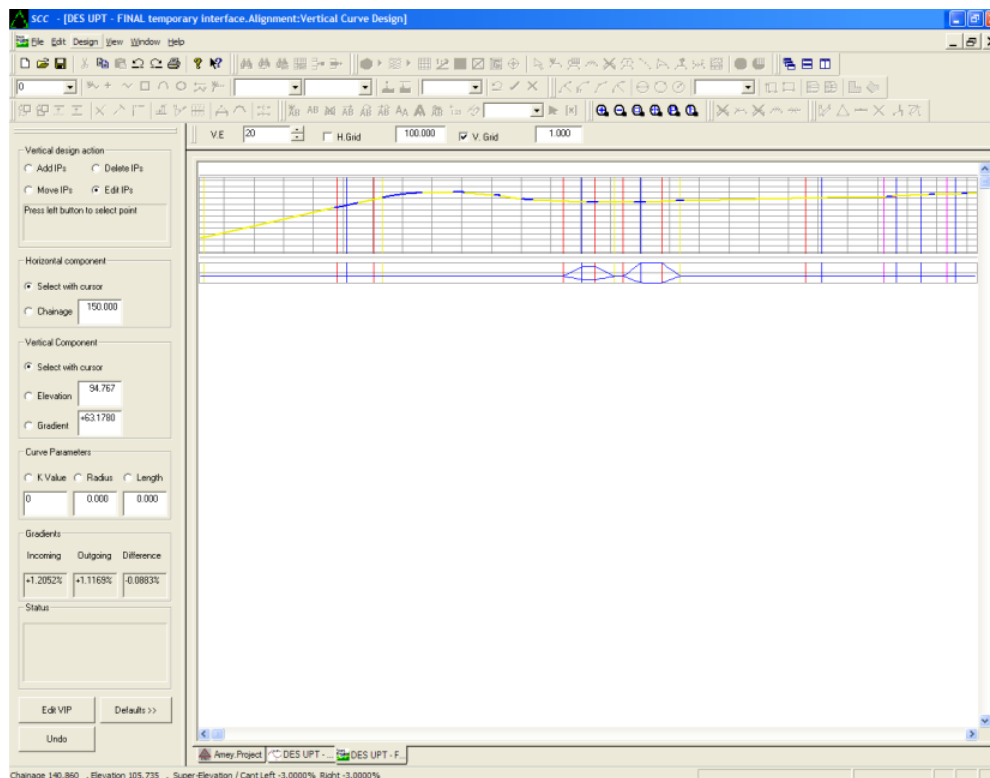 SCC - [DES UPT - FINAL temporary interface.Alignment:Vertical Curve Design]
File Edit Design View Window Help
0
V.E 20 H.Grid 100.000 V. Grid 1.000
Vertical design action
Add IPs Delete IPs
Move IPs Edit IPs
Press left button to select point
Horizontal component
Select with cursor
Chainage 150.000
Vertical Component
Select with cursor
Elevation 94.767
Gradient +63.1780
Curve Parameters
K Value Radius Length
0 0.000 0.000
Gradients
Incoming Outgoing Difference
+1.2052% +1.1169% -0.0883%
Status
Edit VIP Defaults >>
Undo
Amey.Project DES UPT - ... DES UPT - F...
Chainage 140.860 , Elevation 105.735 , Super-Elevation / Cant Left -3.0000% Right -3.0000%